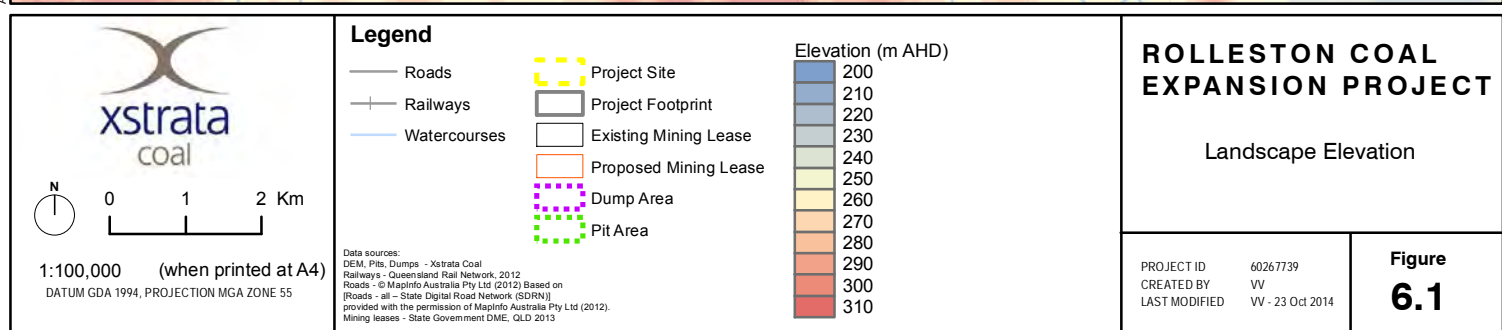 xstrata
coal
N
0 1 2 Km
1:100,000 (when printed at A4)
DATUM GDA 1994, PROJECTION MGA ZONE 55
Legend
Roads
Railways
Watercourses
Project Site
Project Footprint
Existing Mining Lease
Proposed Mining Lease
Dump Area
Pit Area
Data sources:
DEM, Pits, Dumps - Xstrata Coal
Railways - Queensland Rail Network, 2012
Roads - © MapInfo Australia Pty Ltd (2012) Based on
[Roads - all – State Digital Road Network (SDRN)]
provided with the permission of MapInfo Australia Pty Ltd (2012).
Mining leases - State Government DME, QLD 2013
Elevation (m AHD)
200
210
220
230
240
250
260
270
280
290
300
310
ROLLESTON COAL
EXPANSION PROJECT
Landscape Elevation
PROJECT ID 60267739
CREATED BY VV
LAST MODIFIED VV - 23 Oct 2014
Figure
6.1